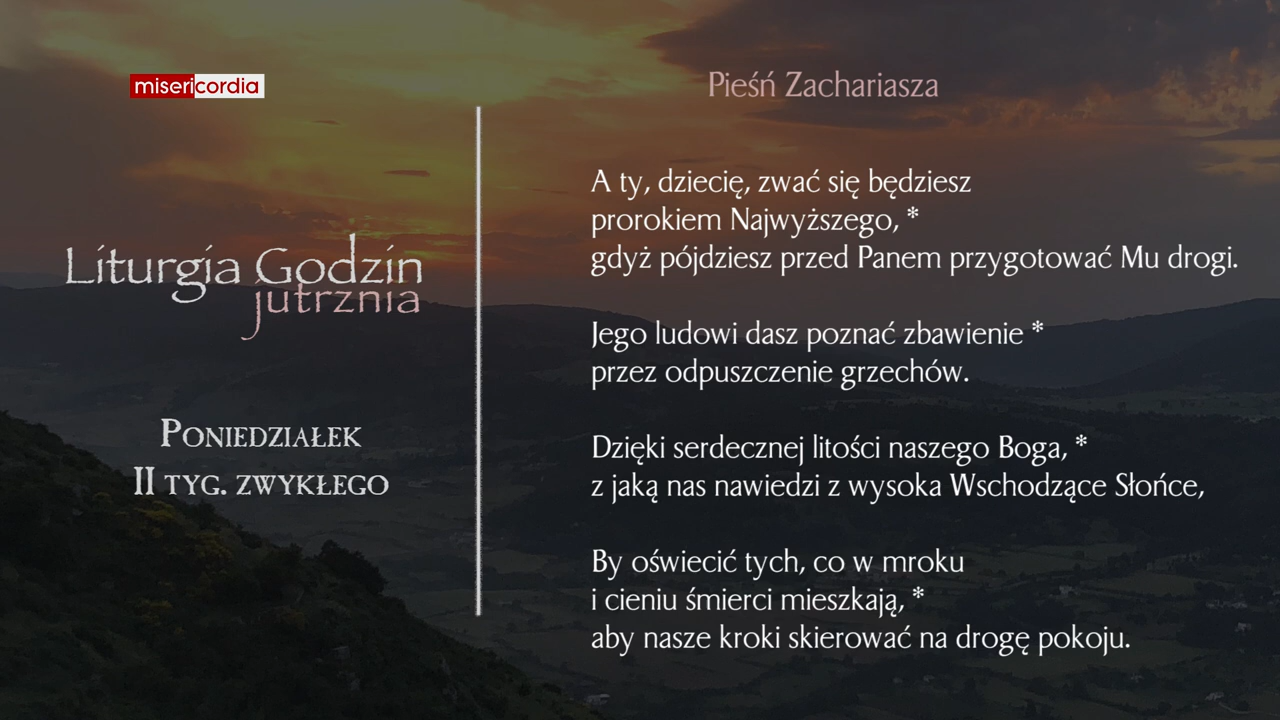 misericordia
Liturgia Godzin
jutrznia
Poniedziałek
II tyg. zwykłego
Pieśń Zachariasza
A ty, dziecię, zwać się będziesz
prorokiem Najwyższego, *
gdyż pójdziesz przed Panem przygotować Mu drogi.
Jego ludowi dasz poznać zbawienie *
przez odpuszczenie grzechów.
Dzięki serdecznej litości naszego Boga, *
z jaką nas nawiedzi z wysoka Wschodzące Słońce,
By oświecić tych, co w mroku
i cieniu śmierci mieszkają, *
aby nasze kroki skierować na drogę pokoju.